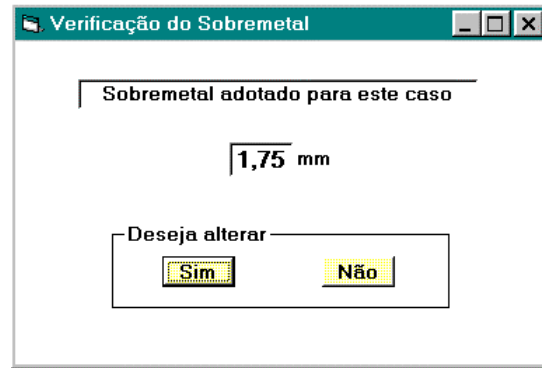 Verificação do Sobremetal
Sobremetal adotado para este caso
1,75 mm
Deseja alterar
Sim Não